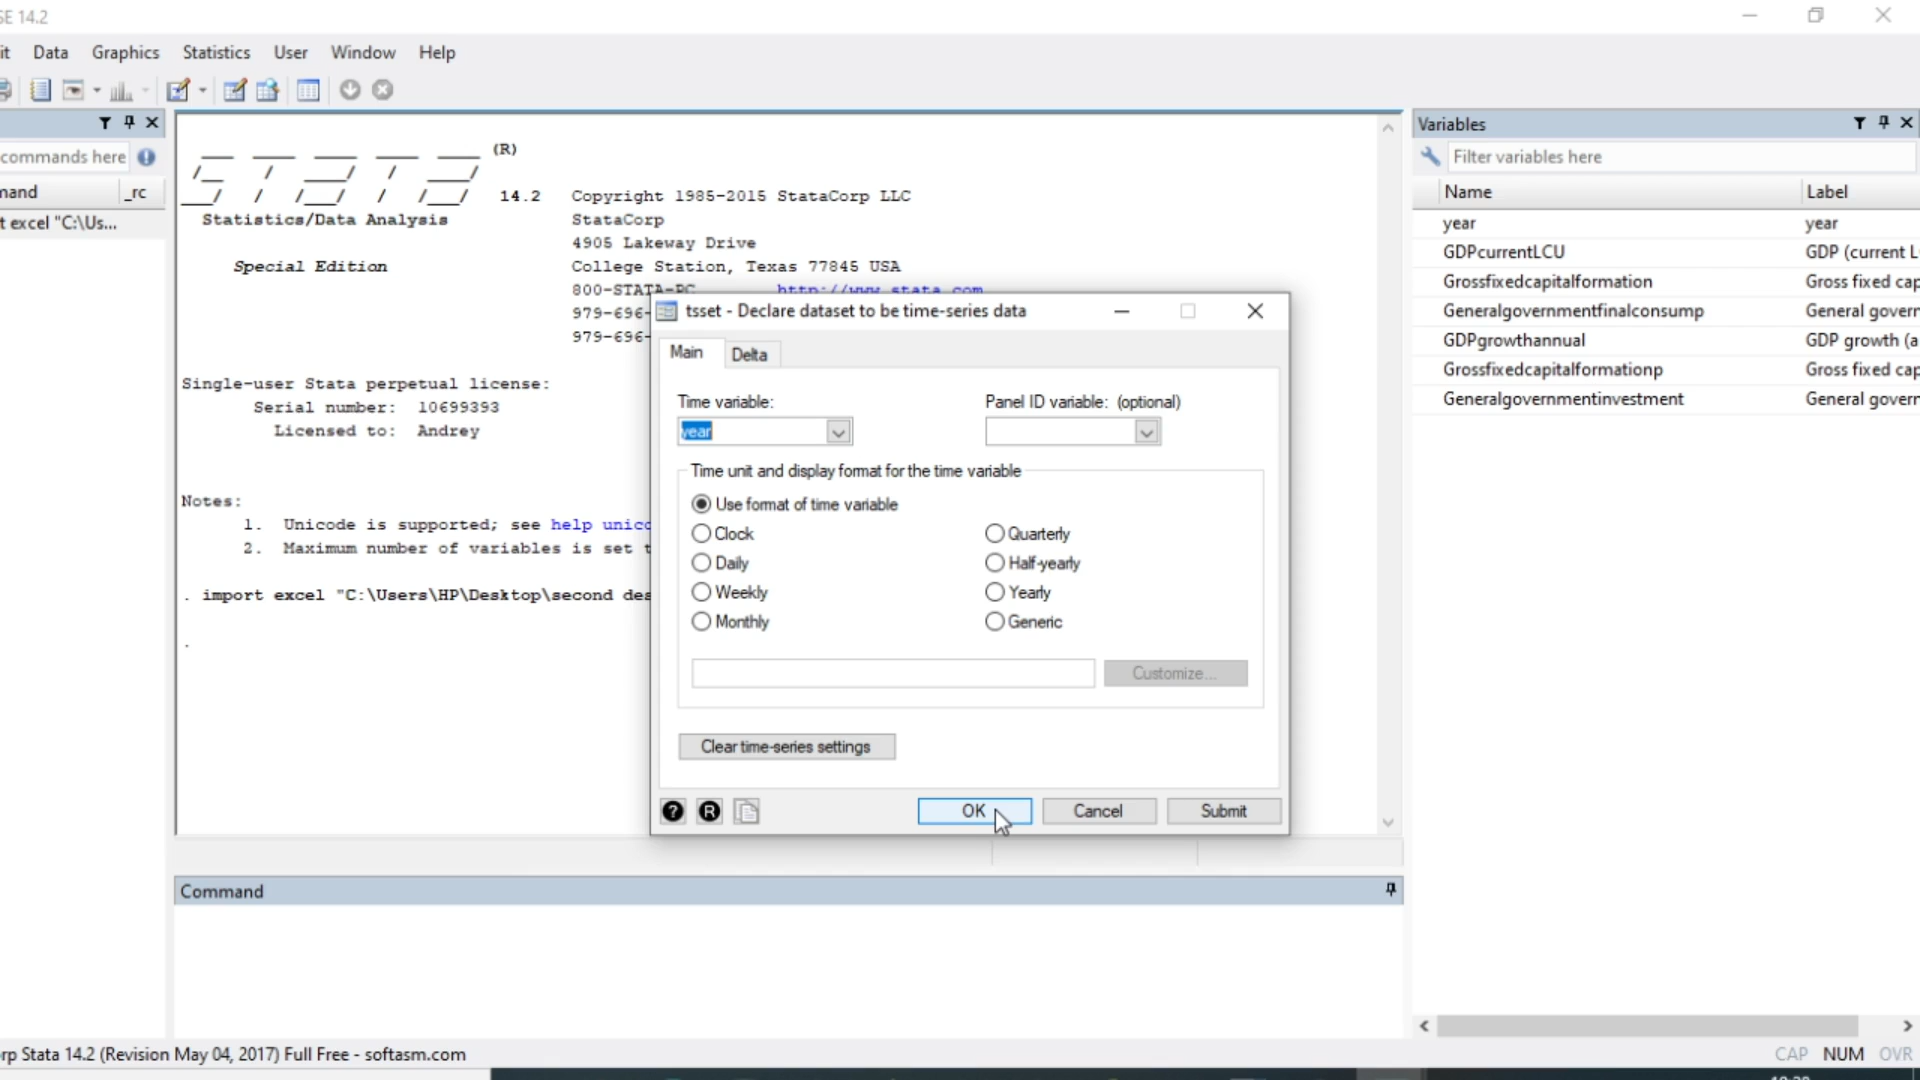 SE 14.2
it Data Graphics Statistics User Window Help
commands here
mand _rc
t excel "C:\Us...
(R)
14.2 Copyright 1985-2015 StataCorp LLC
Statistics/Data Analysis StataCorp
4905 Lakeway Drive
Special Edition College Station, Texas 77845 USA
800-STATA-PC http://www.stata.com
979-696-
979-696-
Single-user Stata perpetual license:
Serial number: 10699393
Licensed to: Andrey
Notes:
1. Unicode is supported; see help unico
2. Maximum number of variables is set t
. import excel "C:\Users\HP\Desktop\second des
.
tsset - Declare dataset to be time-series data
Main Delta
Time variable: Panel ID variable: (optional)
year
Time unit and display format for the time variable
Use format of time variable
Clock Quarterly
Daily Half-yearly
Weekly Yearly
Monthly Generic
Customize...
Clear time-series settings
? R OK Cancel Submit
Variables
Filter variables here
Name Label
year year
GDPcurrentLCU GDP (current L
Grossfixedcapitalformation Gross fixed cap
Generalgovernmentfinalconsump General govern
GDPgrowthannual GDP growth (a
Grossfixedcapitalformationp Gross fixed cap
Generalgovernmentinvestment General govern
Command
rp Stata 14.2 (Revision May 04, 2017) Full Free - softasm.com
CAP NUM OVR